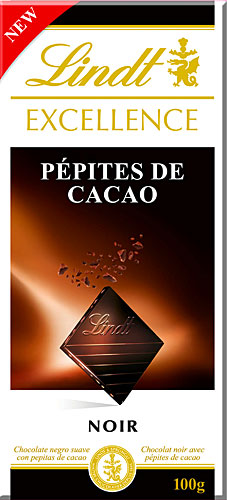 NEW
Lindt
EXCELLENCE
PÉPITES DE
CACAO
Lindt
NOIR
Chocolate negro suave
con pepitas de cacao
Chocolat noir avec
pépites de cacao
100g